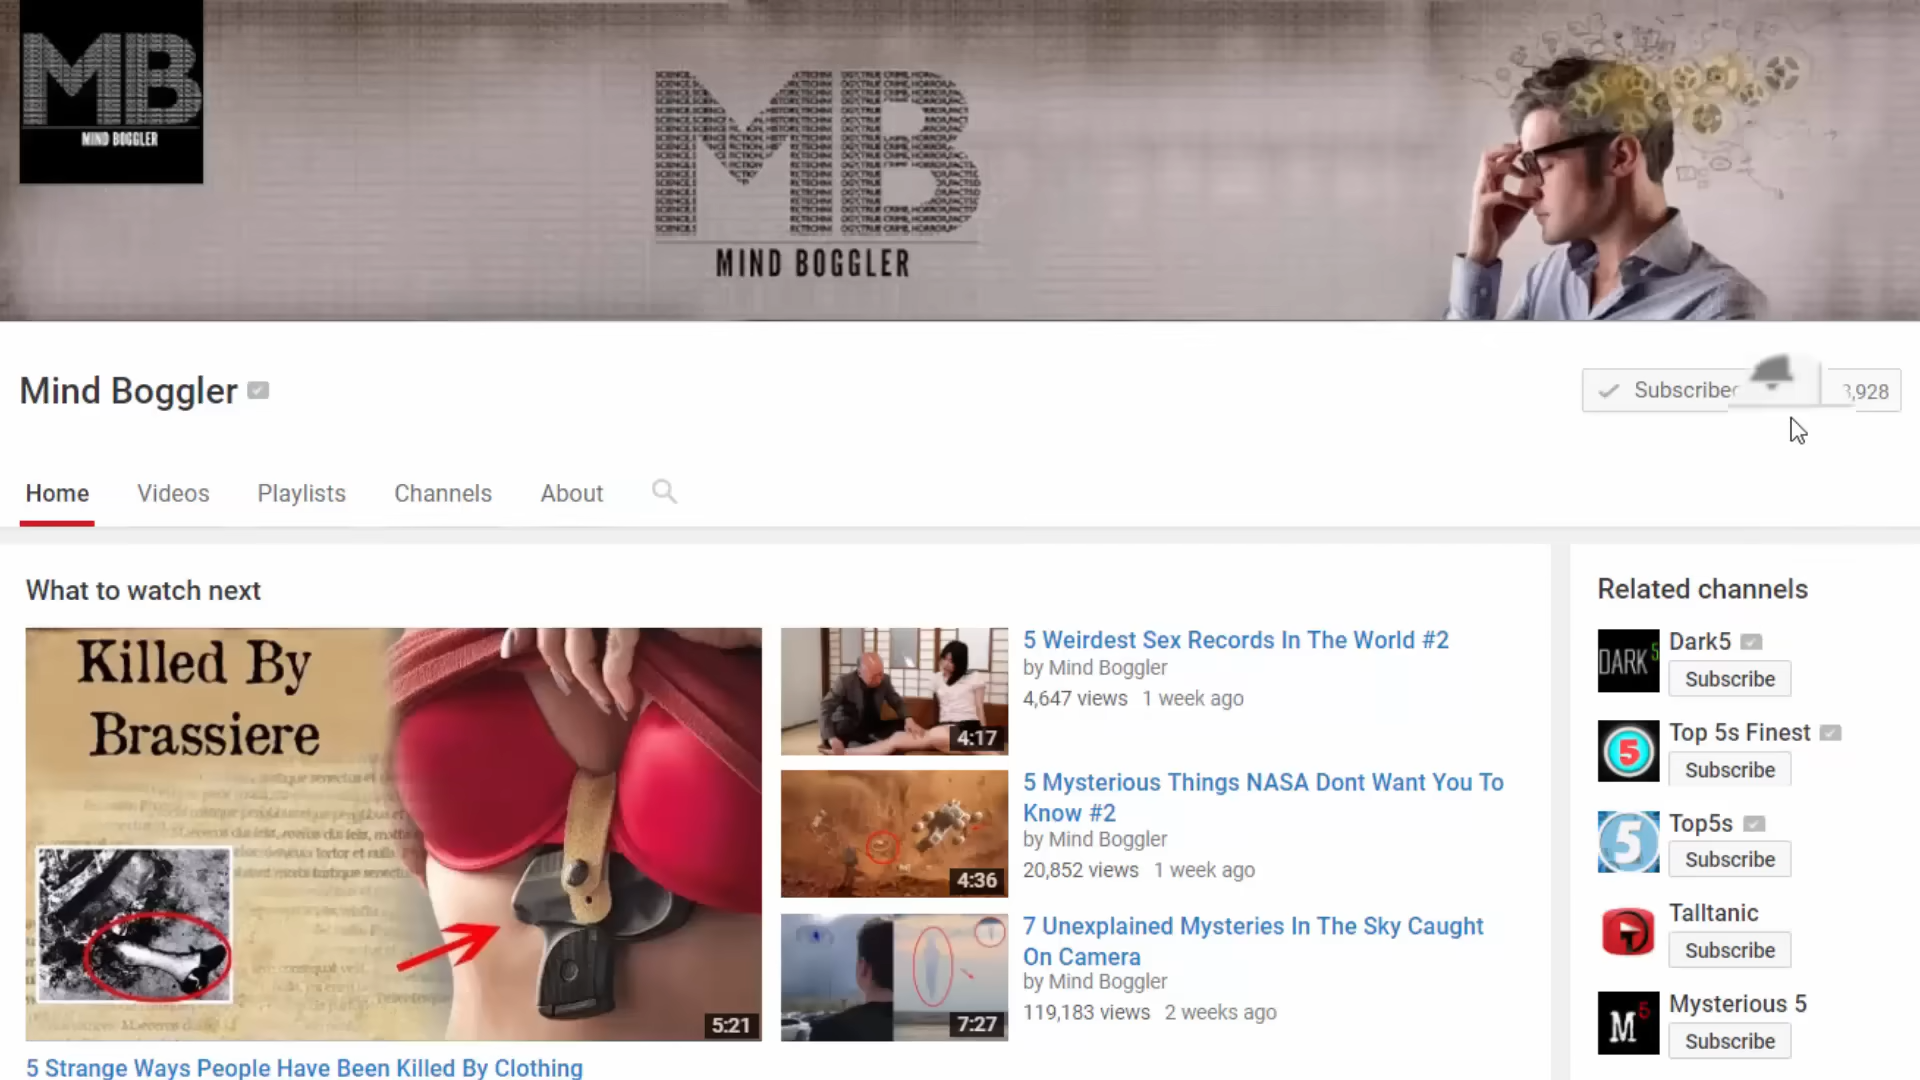 MB
MIND BOGGLER
MB
MIND BOGGLER
Mind Boggler
Subscribed
,928
Home
Videos
Playlists
Channels
About
What to watch next
Killed By
Brassiere
5:21
5 Strange Ways People Have Been Killed By Clothing
4:17
5 Weirdest Sex Records In The World #2
by Mind Boggler
4,647 views 1 week ago
4:36
5 Mysterious Things NASA Dont Want You To
Know #2
by Mind Boggler
20,852 views 1 week ago
7:27
7 Unexplained Mysteries In The Sky Caught
On Camera
by Mind Boggler
119,183 views 2 weeks ago
Related channels
DARK 5
Dark5
Subscribe
5
Top 5s Finest
Subscribe
5
Top5s
Subscribe
Talltanic
Subscribe
M5
Mysterious 5
Subscribe